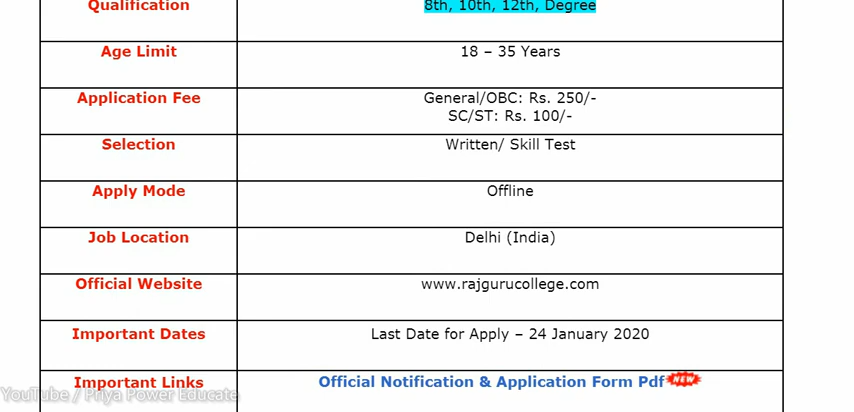 Qualification 8th, 10th, 12th, Degree
Age Limit 18 – 35 Years
Application Fee General/OBC: Rs. 250/-
SC/ST: Rs. 100/-
Selection Written/ Skill Test
Apply Mode Offline
Job Location Delhi (India)
Official Website www.rajgurucollege.com
Important Dates Last Date for Apply – 24 January 2020
Important Links Official Notification & Application Form Pdf NEW
YouTube / Priya Power Educate